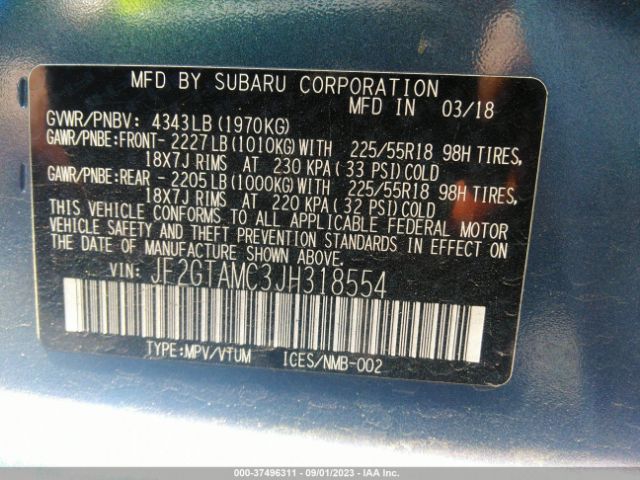 MFD BY SUBARU CORPORATION
MFD IN 03/18
GVWR/PNBV: 4343LB (1970KG)
GAWR/PNBE:FRONT- 2227LB (1010KG) WITH 225/55R18 98H TIRES,
18X7J RIMS AT 230 KPA( 33 PSI) COLD
GAWR/PNBE:REAR - 2205LB (1000KG) WITH 225/55R18 98H TIRES,
18X7J RIMS AT 220 KPA( 32 PSI) COLD
THIS VEHICLE CONFORMS TO ALL APPLICABLE FEDERAL MOTOR
VEHICLE SAFETY AND THEFT PREVENTION STANDARDS IN EFFECT ON
THE DATE OF MANUFACTURE SHOWN ABOVE.
VIN: JF2GTAMC3JH318554
TYPE:MPV/VTUM ICES/NMB-002
000-37496311 - 09/01/2023 - IAA Inc.